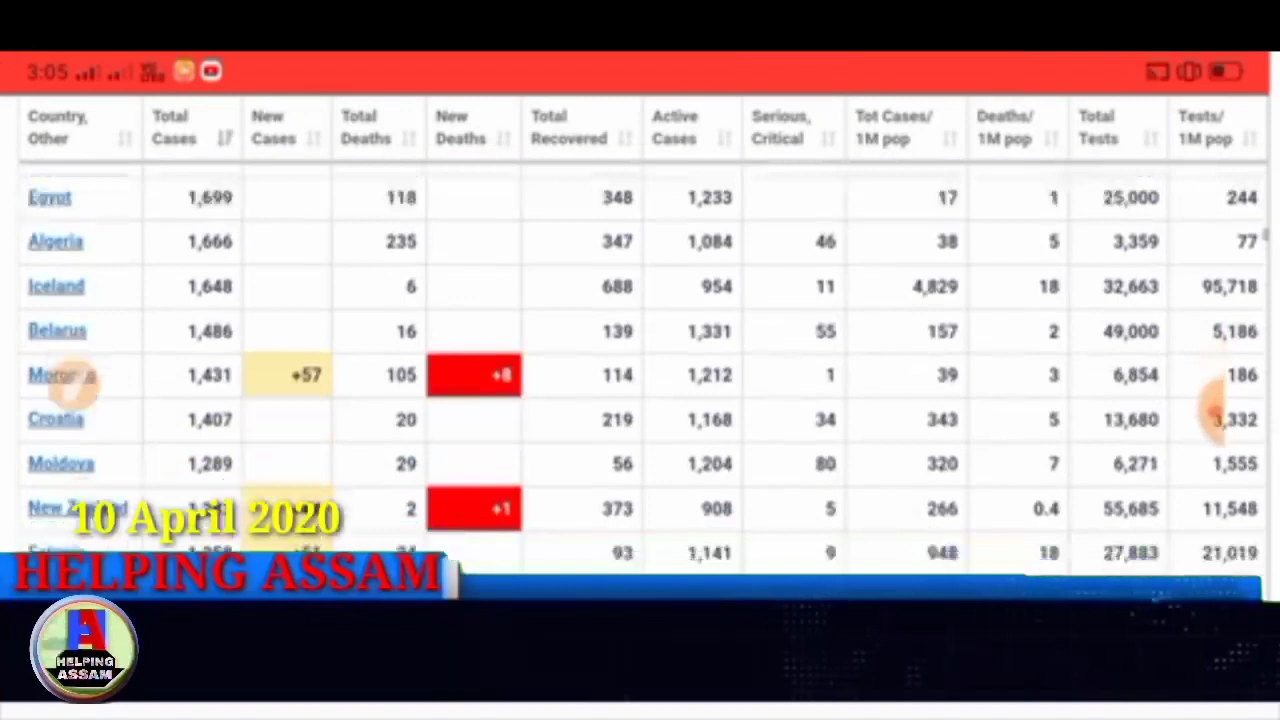 3:05
Country, Other Total Cases New Cases Total Deaths New Deaths Total Recovered Active Cases Serious, Critical Tot Cases/ 1M pop Deaths/ 1M pop Total Tests Tests/ 1M pop
Egypt 1,699 118 348 1,233 17 1 25,000 244
Algeria 1,666 235 347 1,084 46 38 5 3,359 77
Iceland 1,648 6 688 954 11 4,829 18 32,663 95,718
Belarus 1,486 16 139 1,331 55 157 2 49,000 5,186
1,431 +57 105 +8 114 1,212 1 39 3 6,854 186
Croatia 1,407 20 219 1,168 34 343 5 13,680 3,332
Moldova 1,289 29 56 1,204 80 320 7 6,271 1,555
New 2 +1 373 908 5 266 0.4 55,685 11,548
93 1,141 9 948 18 27,883 21,019
10 April 2020
HELPING ASSAM
A
HELPING
ASSAM